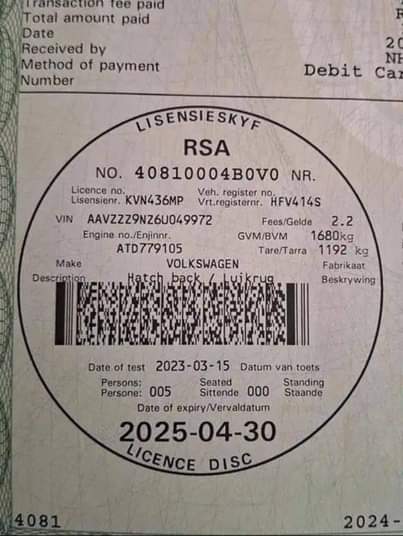 Transaction fee paid
Total amount paid
Date
Received by
Method of payment Debit
Number
LISENSIESKYF
RSA
NO. 40810004B0V0 NR.
Licence no. Veh. register no.
Lisensienr. KVN436MP Vrt.registernr. HFV414S
VIN AAVZZZ9NZ6U049972 Fees/Gelde 2.2
Engine no./Enjinnr. GVM/BVM 1680kg
ATD779105 Tare/Tarra 1192 kg
Make VOLKSWAGEN Fabrikaat
Description Hatch back / Luikrug Beskrywing
Date of test 2023-03-15 Datum van toets
Persons: Seated Standing
Persone: 005 Sittende 000 Staande
Date of expiry/Vervaldatum
2025-04-30
LICENCE DISC
4081 2024-